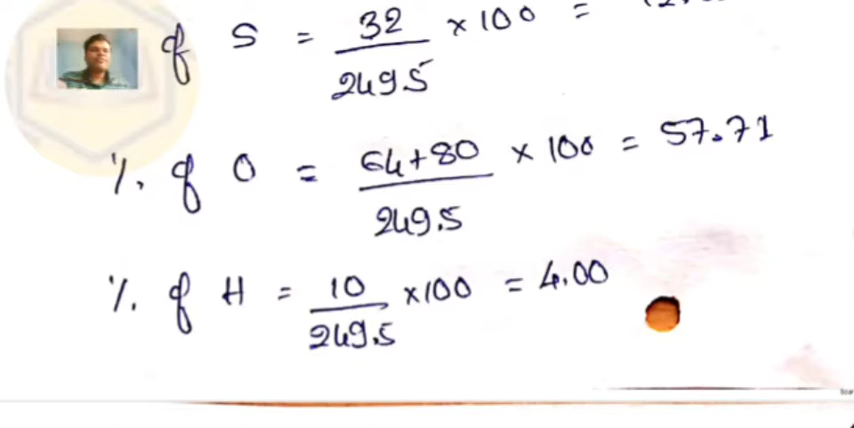 of S = 32/249.5 × 100 =
% of O = 64+80/249.5 × 100 = 57.71
% of H = 10/249.5 ×100 = 4.00